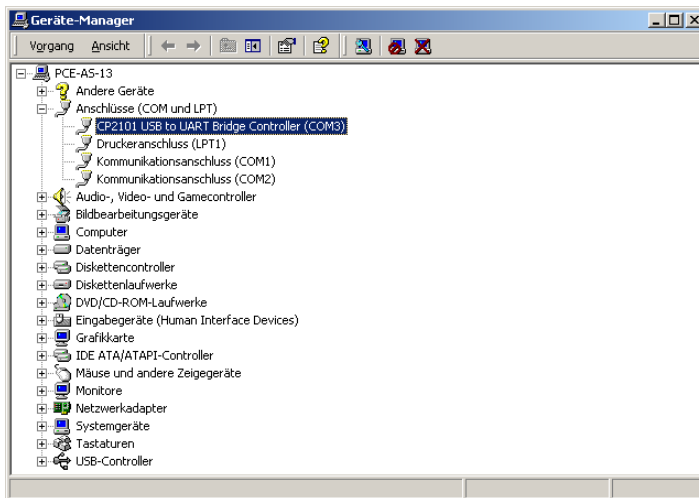 Geräte-Manager
Vorgang Ansicht
PCE-AS-13
Andere Geräte
Anschlüsse (COM und LPT)
CP2101 USB to UART Bridge Controller (COM3)
Druckeranschluss (LPT1)
Kommunikationsanschluss (COM1)
Kommunikationsanschluss (COM2)
Audio-, Video- und Gamecontroller
Bildbearbeitungsgeräte
Computer
Datenträger
Diskettencontroller
Diskettenlaufwerke
DVD/CD-ROM-Laufwerke
Eingabegeräte (Human Interface Devices)
Grafikkarte
IDE ATA/ATAPI-Controller
Mäuse und andere Zeigegeräte
Monitore
Netzwerkadapter
Systemgeräte
Tastaturen
USB-Controller